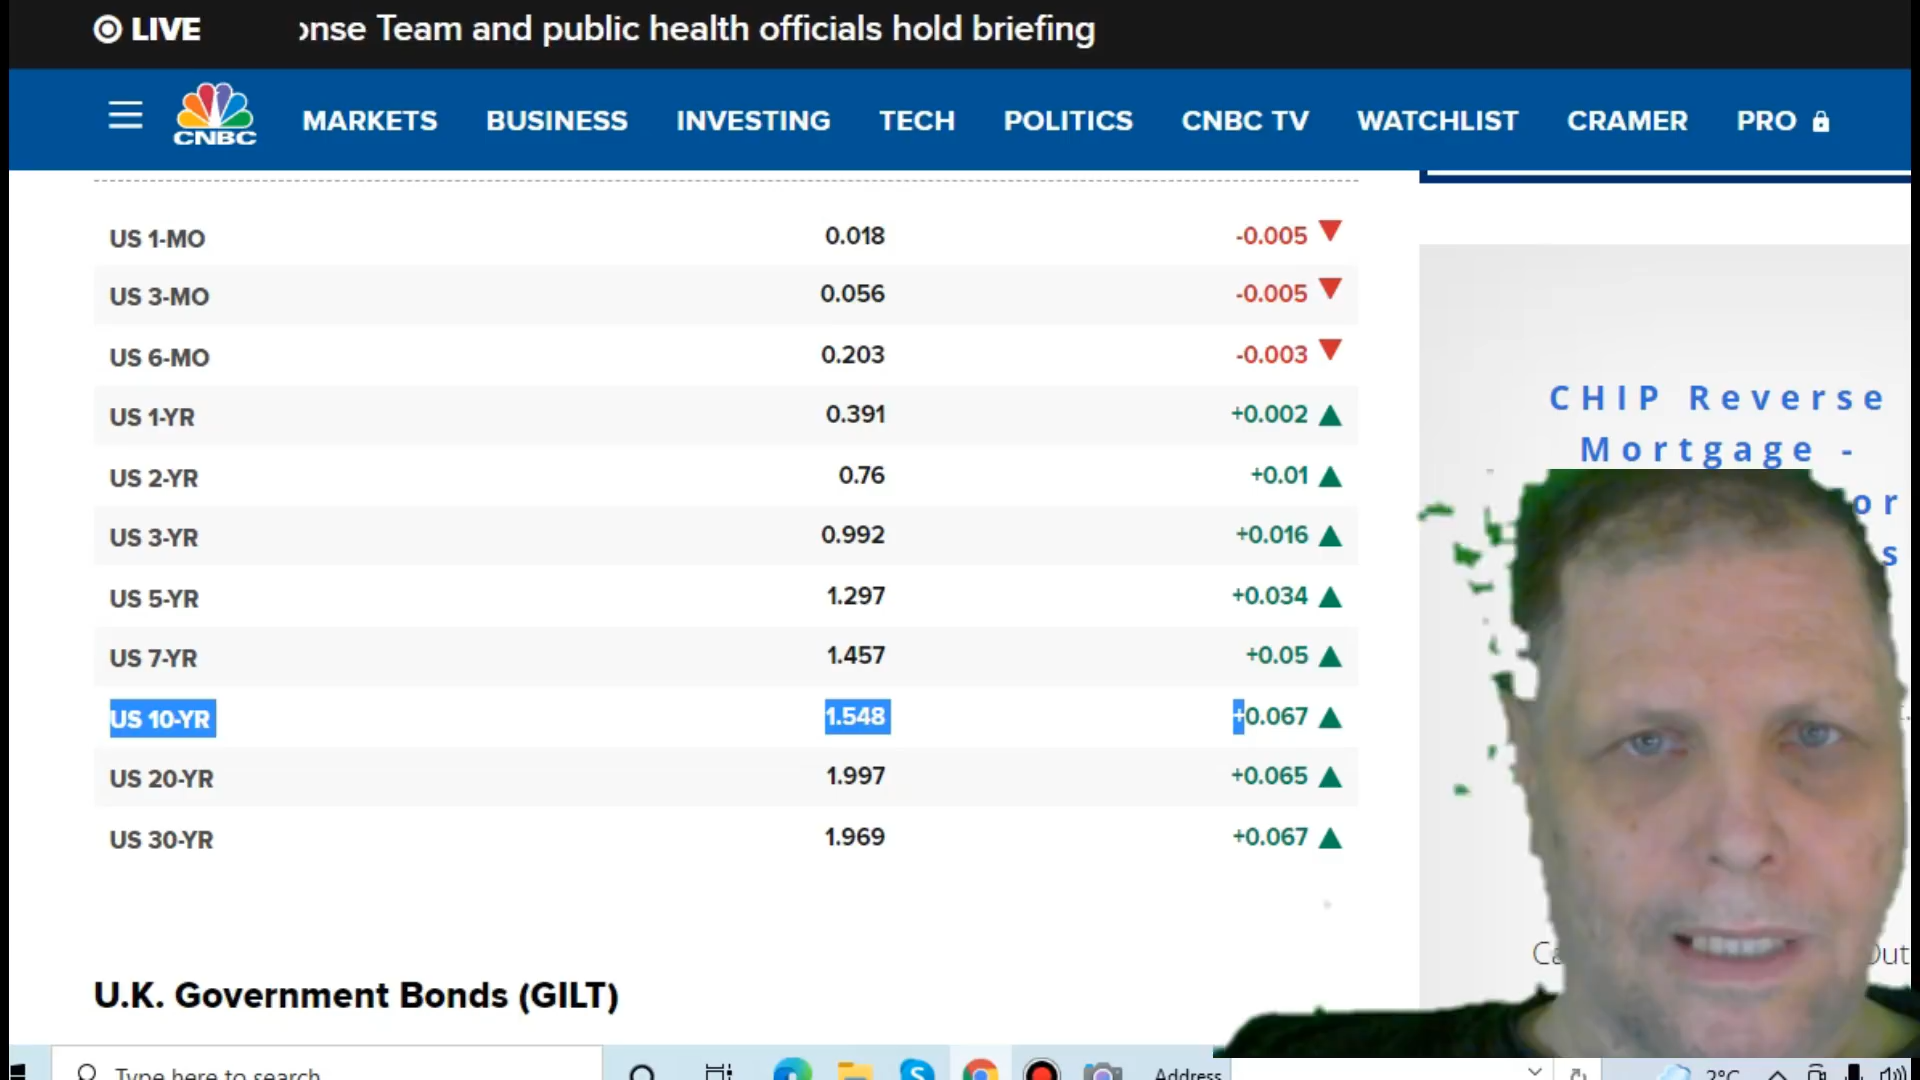 LIVE onse Team and public health officials hold briefing
CNBC MARKETS BUSINESS INVESTING TECH POLITICS CNBC TV WATCHLIST CRAMER PRO
US 1-MO 0.018 -0.005
US 3-MO 0.056 -0.005
US 6-MO 0.203 -0.003
US 1-YR 0.391 +0.002
US 2-YR 0.76 +0.01
US 3-YR 0.992 +0.016
US 5-YR 1.297 +0.034
US 7-YR 1.457 +0.05
US 10-YR 1.548 +0.067
US 20-YR 1.997 +0.065
US 30-YR 1.969 +0.067
CHIP Reverse
Mortgage -
U.K. Government Bonds (GILT)
Type here to search Address 2°C